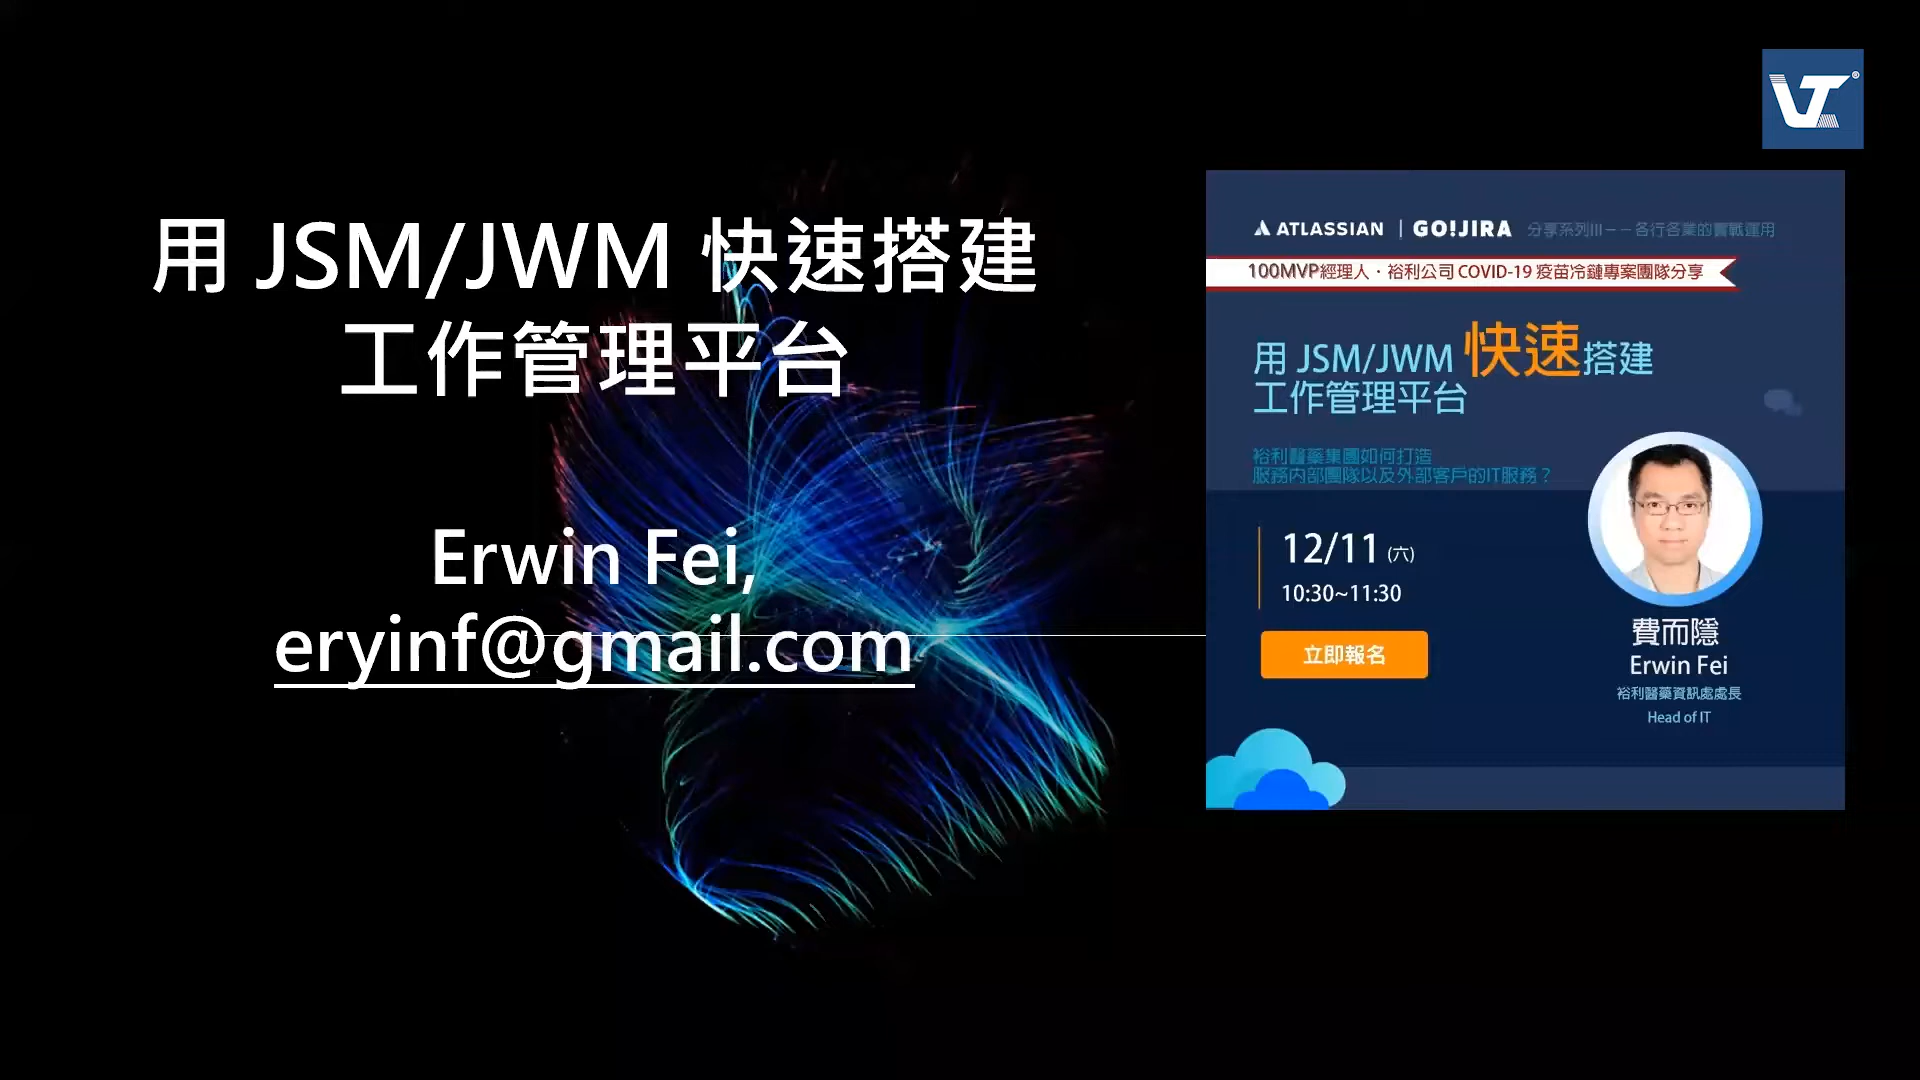 用 JSM/JWM 快速搭建
工作管理平台
Erwin Fei,
eryinf@gmail.com
VT®
ATLASSIAN | GO!JIRA 分享系列III－－各行各業的實戰運用
100MVP經理人．裕利公司 COVID-19 疫苗冷鏈專案團隊分享
用 JSM/JWM 快速搭建
工作管理平台
裕利醫藥集團如何打造
服務內部團隊以及外部客戶的IT服務？
12/11 (六)
10:30~11:30
立即報名
費而隱
Erwin Fei
裕利醫藥資訊處處長
Head of IT